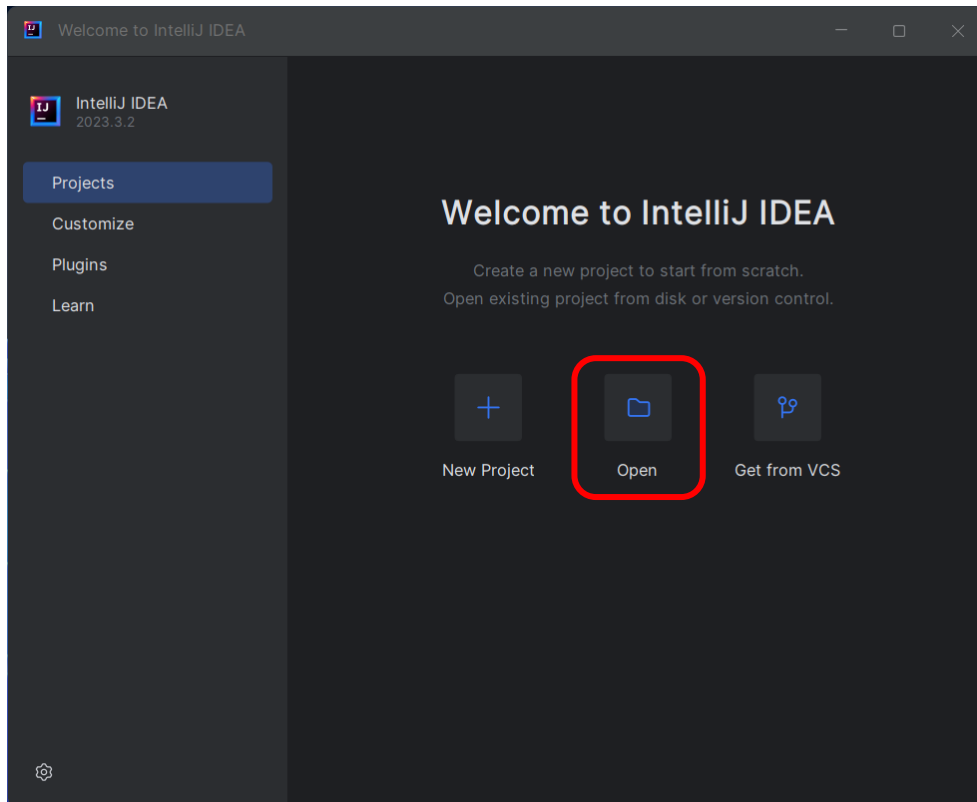 Welcome to IntelliJ IDEA
IJ
IntelliJ IDEA
2023.3.2
Projects
Customize
Plugins
Learn
Welcome to IntelliJ IDEA
Create a new project to start from scratch.
Open existing project from disk or version control.
New Project
Open
Get from VCS